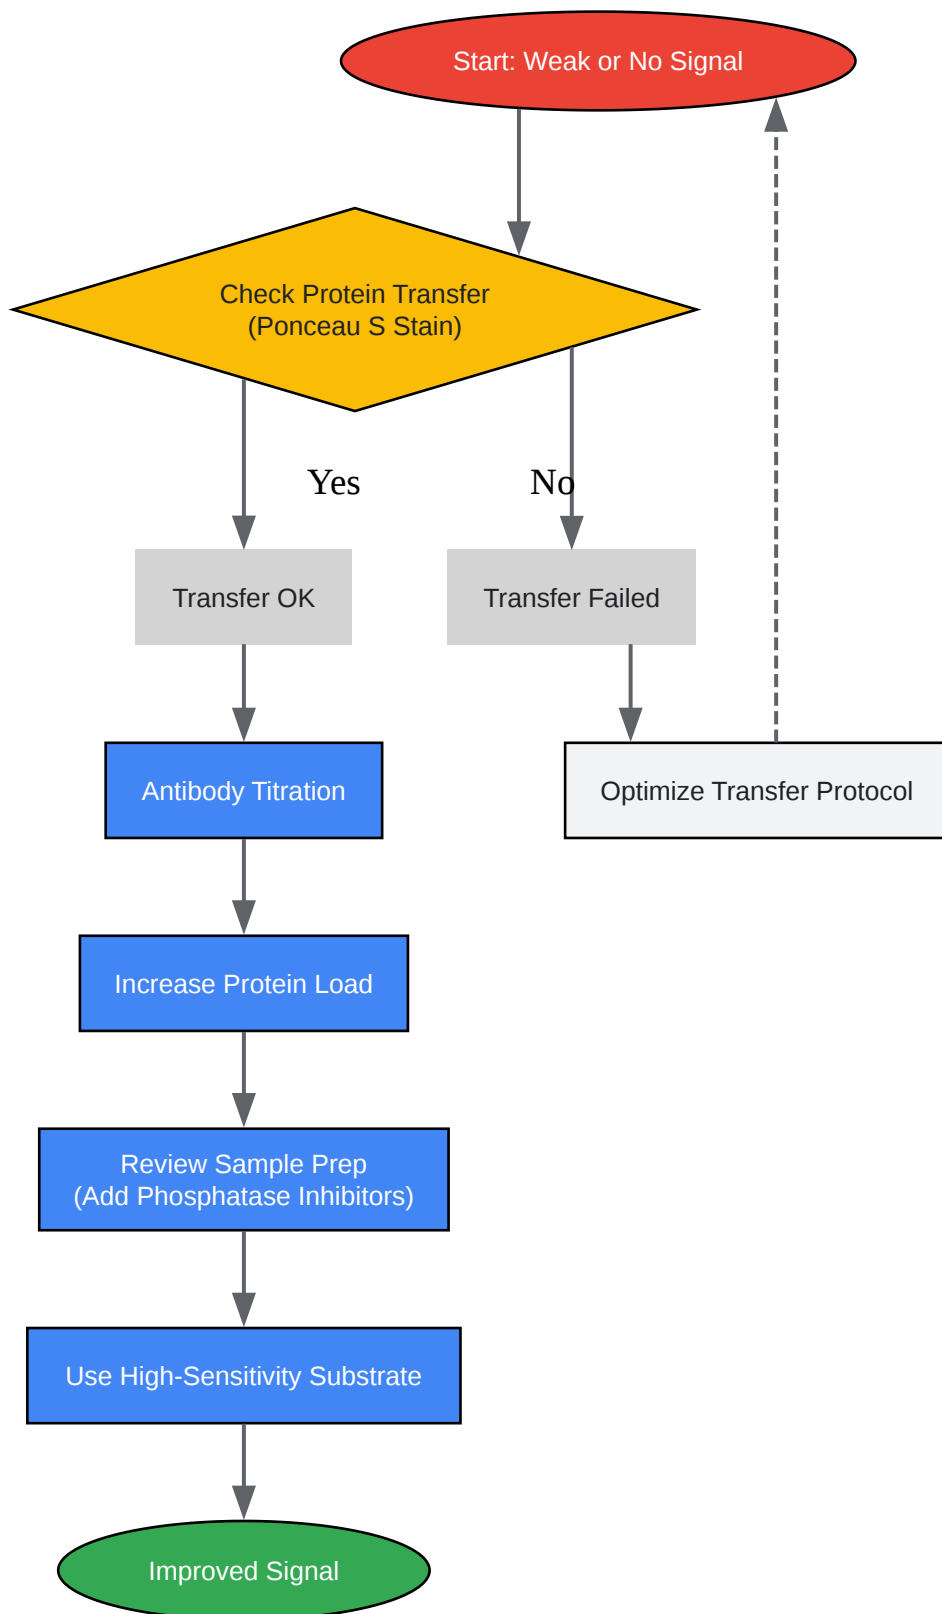 Start: Weak or No Signal
Check Protein Transfer
(Ponceau S Stain)
Yes
No
Transfer OK
Transfer Failed
Antibody Titration
Optimize Transfer Protocol
Increase Protein Load
Review Sample Prep
(Add Phosphatase Inhibitors)
Use High-Sensitivity Substrate
Improved Signal